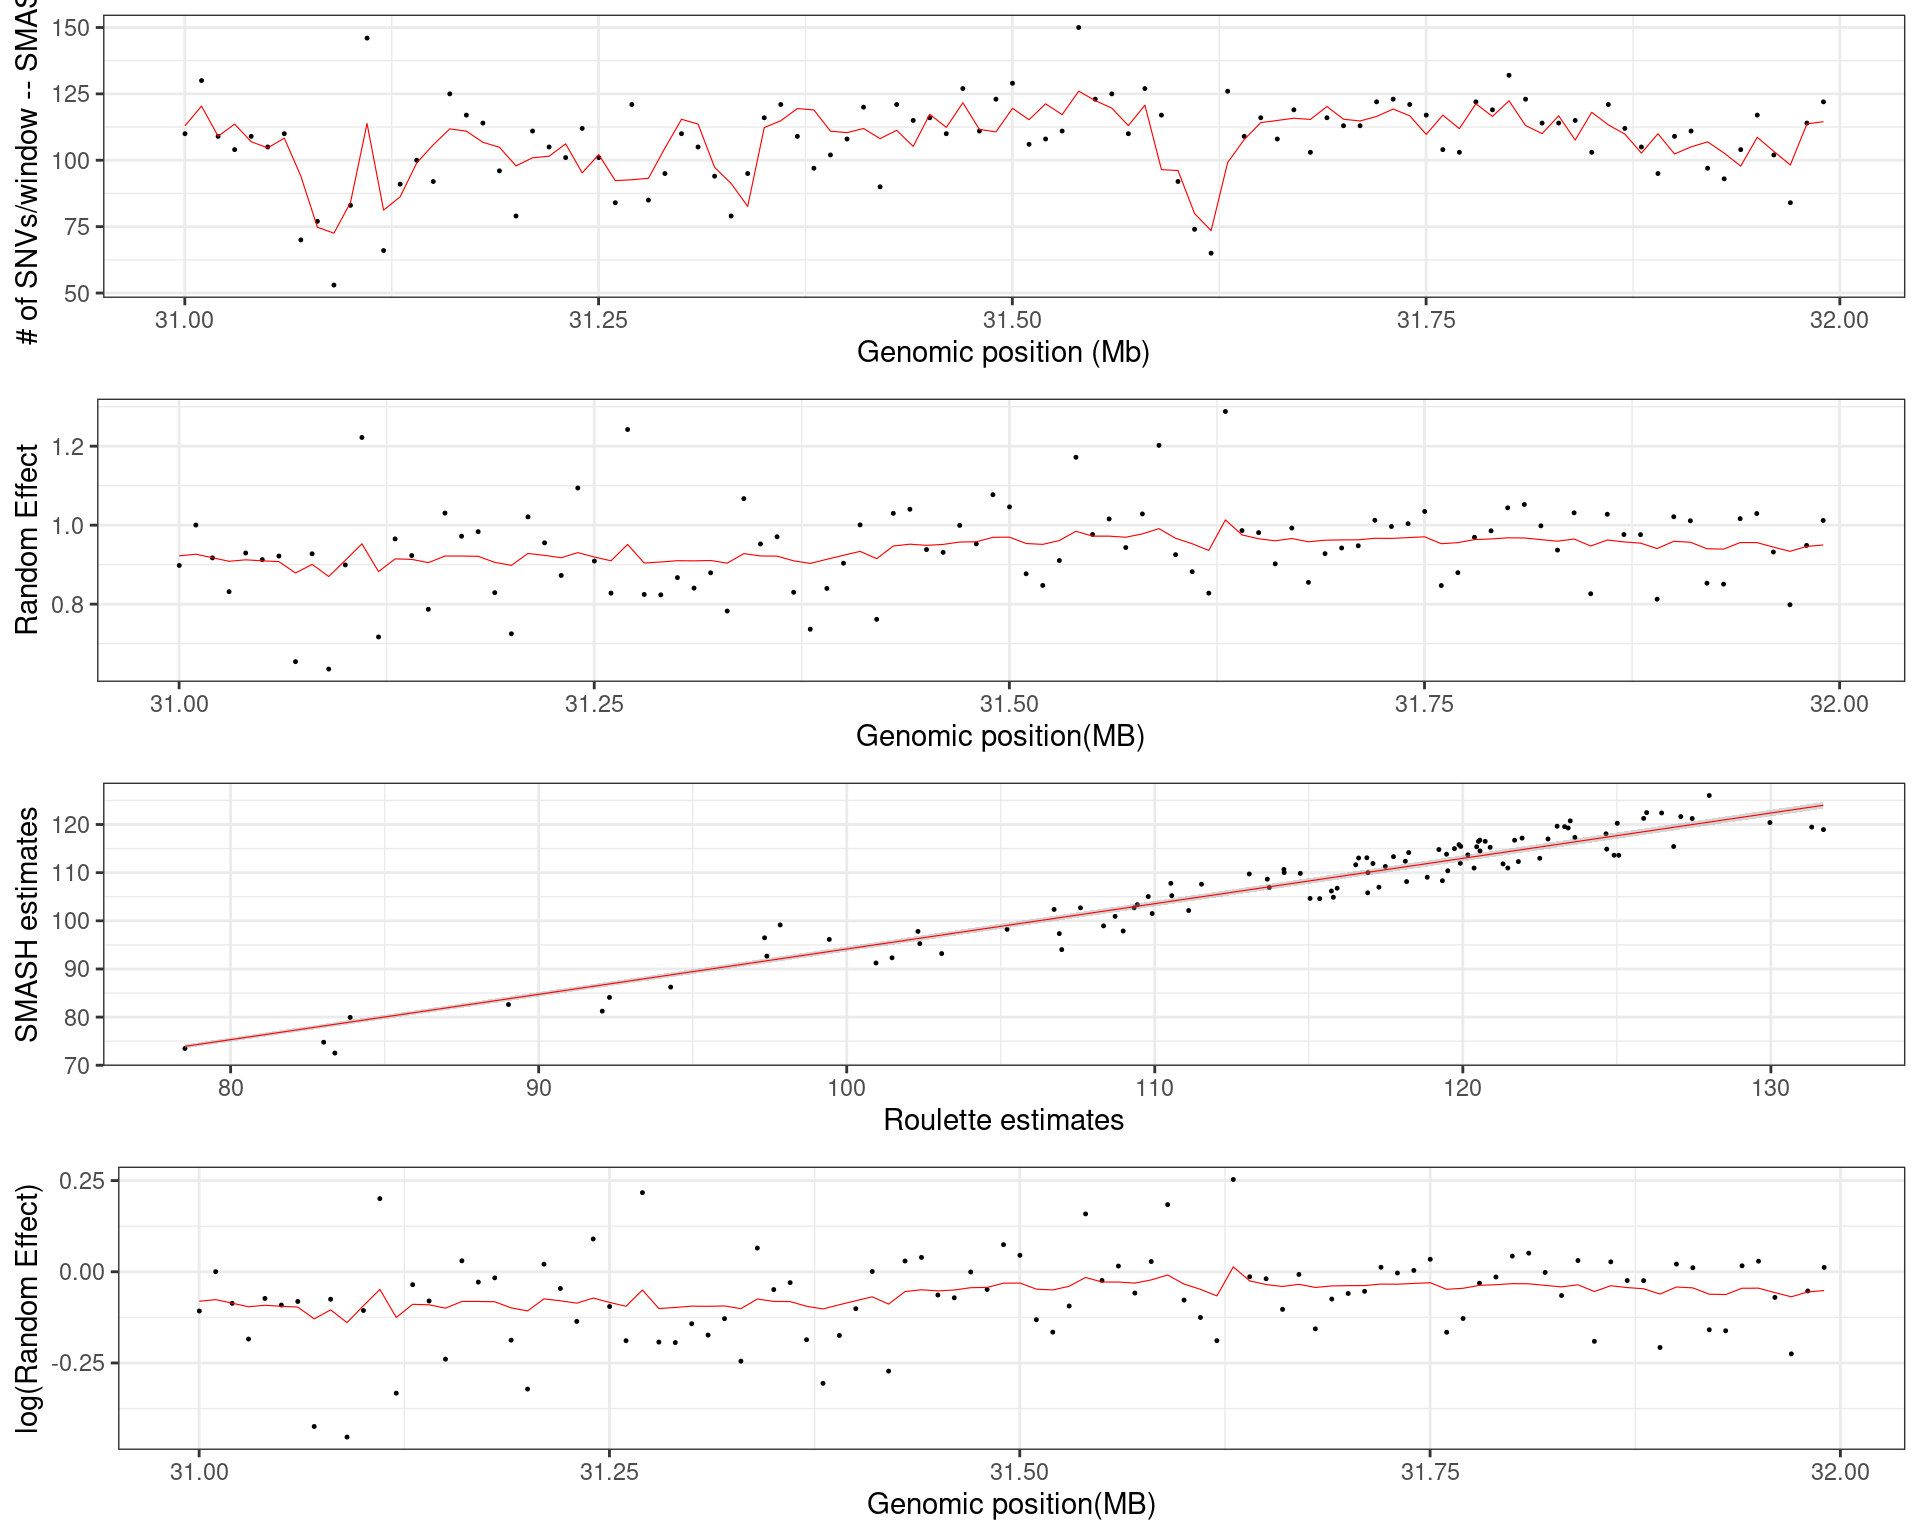 # of SNVs/window -- SMAS
150
125
100
75
50
31.00 31.25 31.50 31.75 32.00
Genomic position (Mb)
Random Effect
1.2
1.0
0.8
31.00 31.25 31.50 31.75 32.00
Genomic position(MB)
SMASH estimates
120
110
100
90
80
70
80 90 100 110 120 130
Roulette estimates
log(Random Effect)
0.25
0.00
-0.25
31.00 31.25 31.50 31.75 32.00
Genomic position(MB)